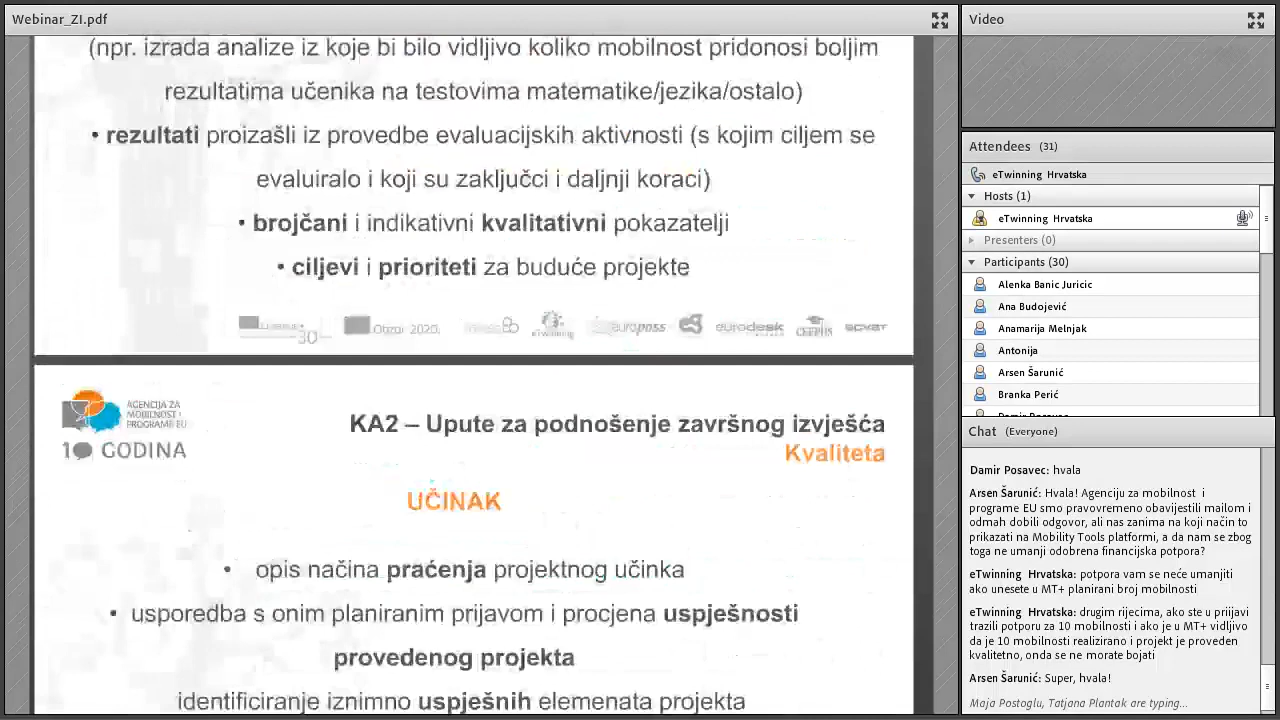 Webinar_ZI.pdf
(npr. izrada analize iz koje bi bilo vidljivo koliko mobilnost pridonosi boljim
rezultatima učenika na testovima matematike/jezika/ostalo)
• rezultati proizašli iz provedbe evaluacijskih aktivnosti (s kojim ciljem se
evaluiralo i koji su zaključci i daljnji koraci)
• brojčani i indikativni kvalitativni pokazatelji
• ciljevi i prioriteti za buduće projekte
30 Obzor 2020. eTwinning europass eurodesk CEEPUS ECVET
AGENCIJA ZA
MOBILNOST I
PROGRAME EU
10 GODINA
KA2 – Upute za podnošenje završnog izvješća
Kvaliteta
UČINAK
• opis načina praćenja projektnog učinka
• usporedba s onim planiranim prijavom i procjena uspješnosti
provedenog projekta
identificiranje iznimno uspješnih elemenata projekta
Video
Attendees (31)
eTwinning Hrvatska
Hosts (1)
eTwinning Hrvatska
Presenters (0)
Participants (30)
Alenka Banic Juricic
Ana Budojević
Anamarija Melnjak
Antonija
Arsen Šarunić
Branka Perić
Damir Posavec
Chat (Everyone)
Damir Posavec: hvala
Arsen Šarunić: Hvala! Agenciju za mobilnost i
programe EU smo pravovremeno obavijestili mailom i
odmah dobili odgovor, ali nas zanima na koji način to
prikazati na Mobility Tools platformi, a da nam se zbog
toga ne umanji odobrena financijska potpora?
eTwinning Hrvatska: potpora vam se neće umanjiti
ako unesete u MT+ planirani broj mobilnosti
eTwinning Hrvatska: drugim rijecima, ako ste u prijavi
trazili potporu za 10 mobilnosti i ako je u MT+ vidljivo
da je 10 mobilnosti realizirano i projekt je proveden
kvalitetno, onda se ne morate bojati
Arsen Šarunić: Super, hvala!
Maja Postoglu, Tatjana Plantak are typing...